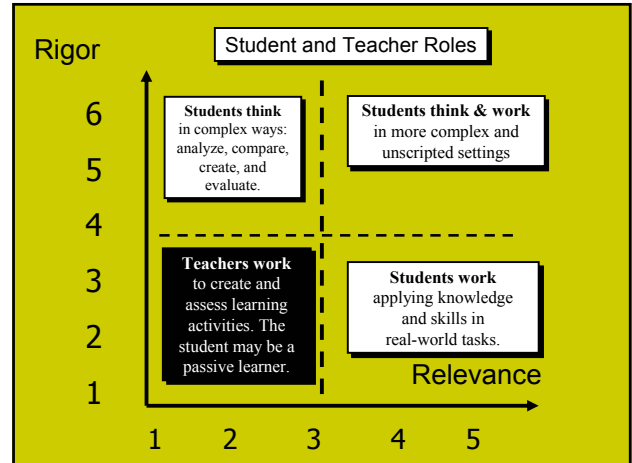 Student and Teacher Roles
Rigor
6
5
4
3
2
1
Students think
in complex ways:
analyze, compare,
create, and
evaluate.
Students think & work
in more complex and
unscripted settings
Teachers work
to create and
assess learning
activities. The
student may be a
passive learner.
Students work
applying knowledge
and skills in
real-world tasks.
Relevance
1 2 3 4 5